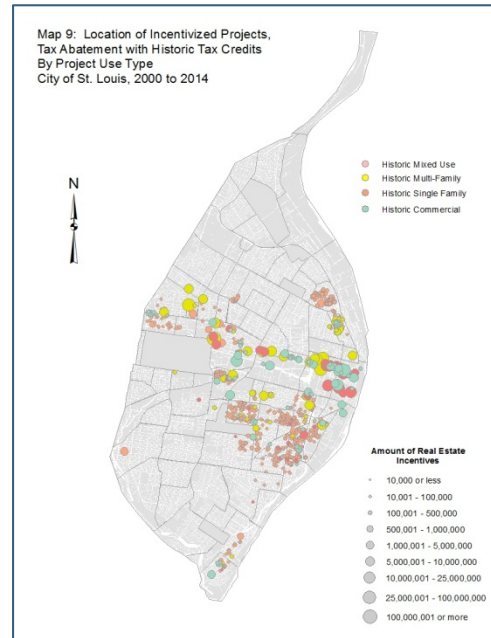 Map 9:  Location of Incentivized Projects,
Tax Abatement with Historic Tax Credits
By Project Use Type
City of St. Louis, 2000 to 2014
N
Historic Mixed Use
Historic Multi-Family
Historic Single Family
Historic Commercial
Amount of Real Estate
Incentives
10,000 or less
10,001 - 100,000
100,001 - 500,000
500,001 - 1,000,000
1,000,001 - 5,000,000
5,000,001 - 10,000,000
10,000,001 - 25,000,000
25,000,001 - 100,000,000
100,000,001 or more